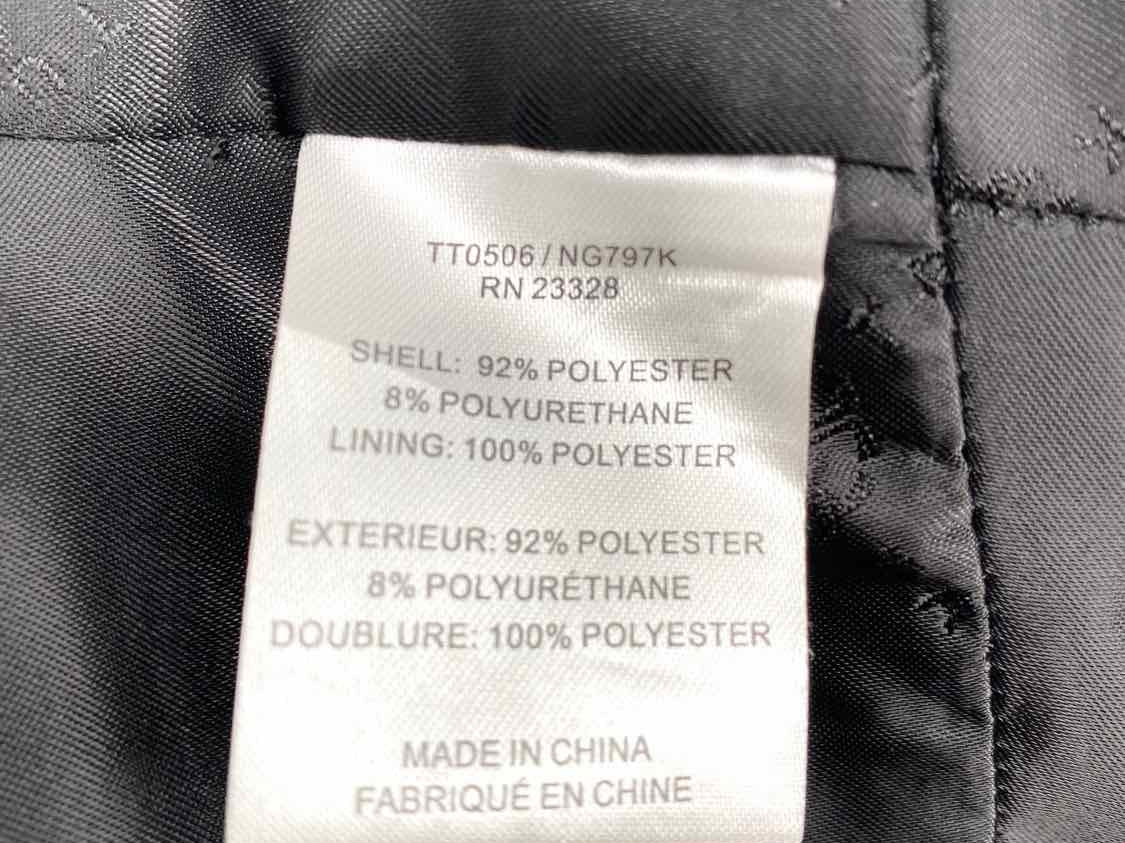 TT0506 / NG797K
RN 23328
SHELL: 92% POLYESTER
8% POLYURETHANE
LINING: 100% POLYESTER
EXTERIEUR: 92% POLYESTER
8% POLYURÉTHANE
DOUBLURE: 100% POLYESTER
MADE IN CHINA
FABRIQUÉ EN CHINE